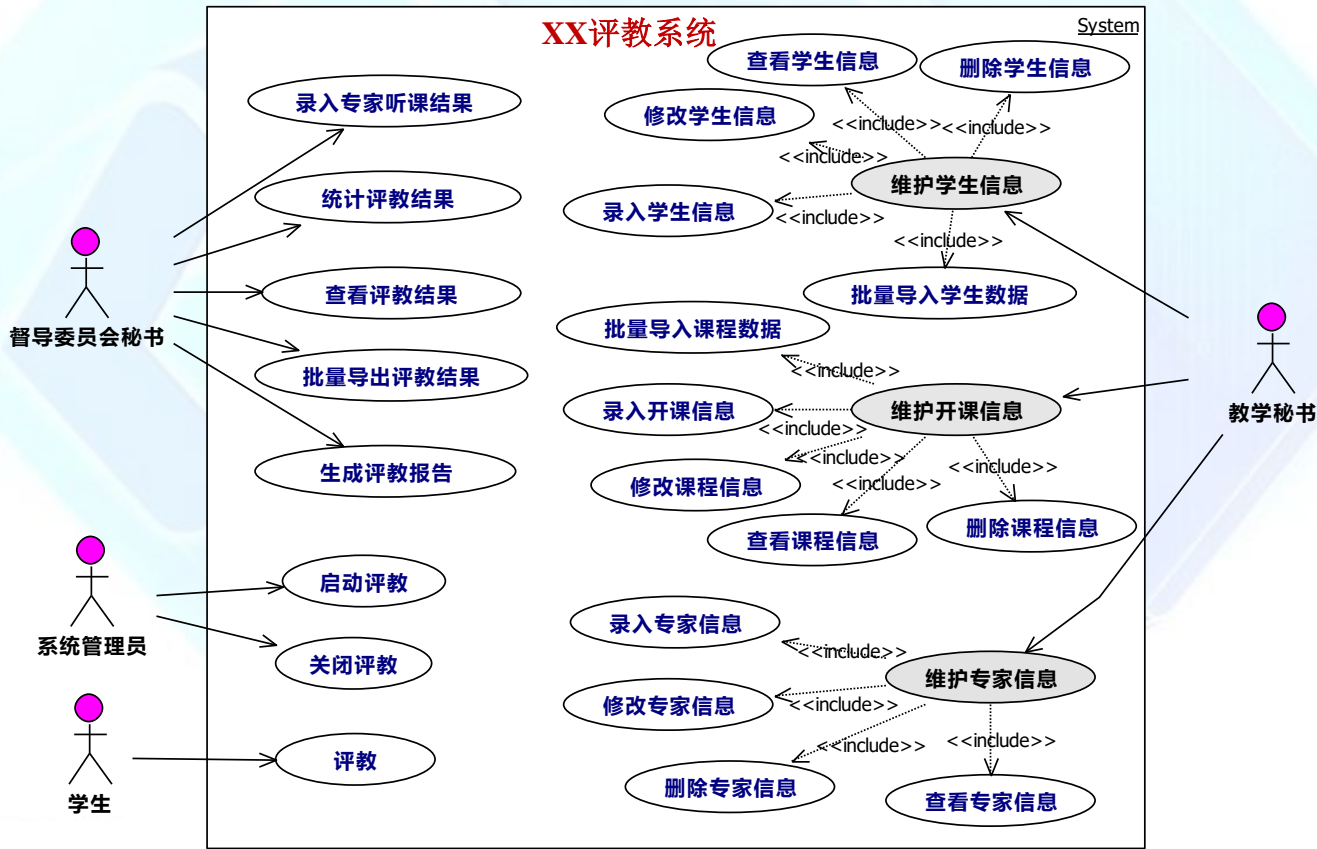 XX评教系统
System
查看学生信息
删除学生信息
录入专家听课结果
修改学生信息
<<include>>
<<include>>
<<include>>
维护学生信息
统计评教结果
录入学生信息
<<include>>
<<include>>
查看评教结果
批量导入学生数据
督导委员会秘书
批量导入课程数据
<<include>>
批量导出评教结果
录入开课信息
维护开课信息
教学秘书
<<include>>
<<include>>
<<include>>
<<include>>
生成评教报告
修改课程信息
查看课程信息
删除课程信息
启动评教
系统管理员
录入专家信息
<<include>>
关闭评教
维护专家信息
修改专家信息
<<include>>
<<include>>
<<include>>
评教
删除专家信息
查看专家信息
学生